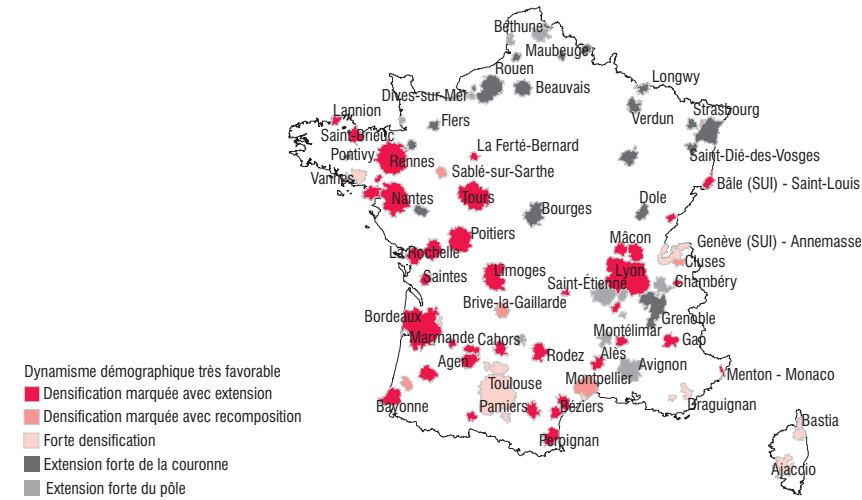 Béthune
Maubeuge
Rouen
Beauvais
Longwy
Dives-sur-Mer
Verdun
Strasbourg
Lannion
Flers
Saint-Brieuc
La Ferté-Bernard
Pontivy
Rennes
Saint-Dié-des-Vosges
Sablé-sur-Sarthe
Vannes
Bâle (SUI) - Saint-Louis
Nantes
Tours
Bourges
Dole
Poitiers
Mâcon
Genève (SUI) - Annemasse
La Rochelle
Cluses
Limoges
Lyon
Saintes
Saint-Étienne
Chambéry
Brive-la-Gaillarde
Bordeaux
Grenoble
Montélimar
Marmande
Cahors
Gap
Rodez
Alès
Agen
Avignon
Dynamisme démographique très favorable
Menton - Monaco
Toulouse
Montpellier
Densification marquée avec extension
Bayonne
Pamiers
Béziers
Draguignan
Densification marquée avec recomposition
Bastia
Forte densification
Perpignan
Extension forte de la couronne
Ajaccio
Extension forte du pôle